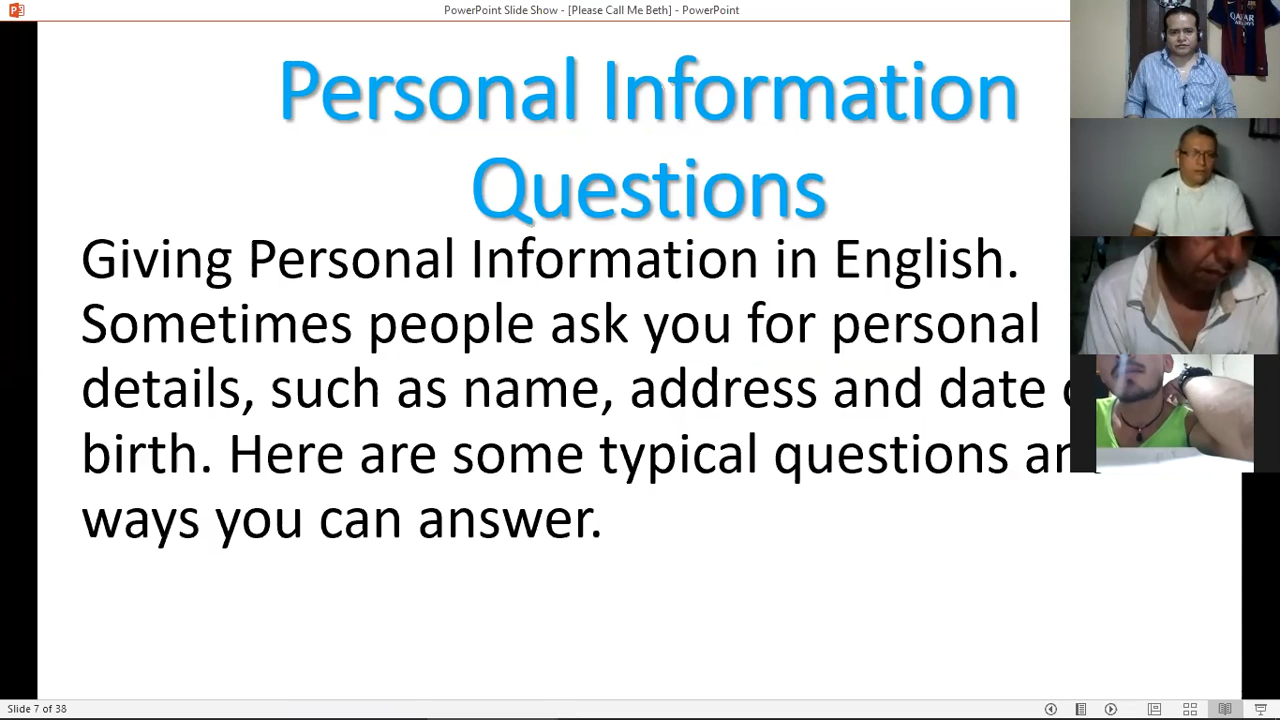 PowerPoint Slide Show - [Please Call Me Beth] - PowerPoint
QATAR
AIRWAYS
Personal Information
Questions
Giving Personal Information in English.
Sometimes people ask you for personal
details, such as name, address and date
birth. Here are some typical questions
ways you can answer.
Slide 7 of 38